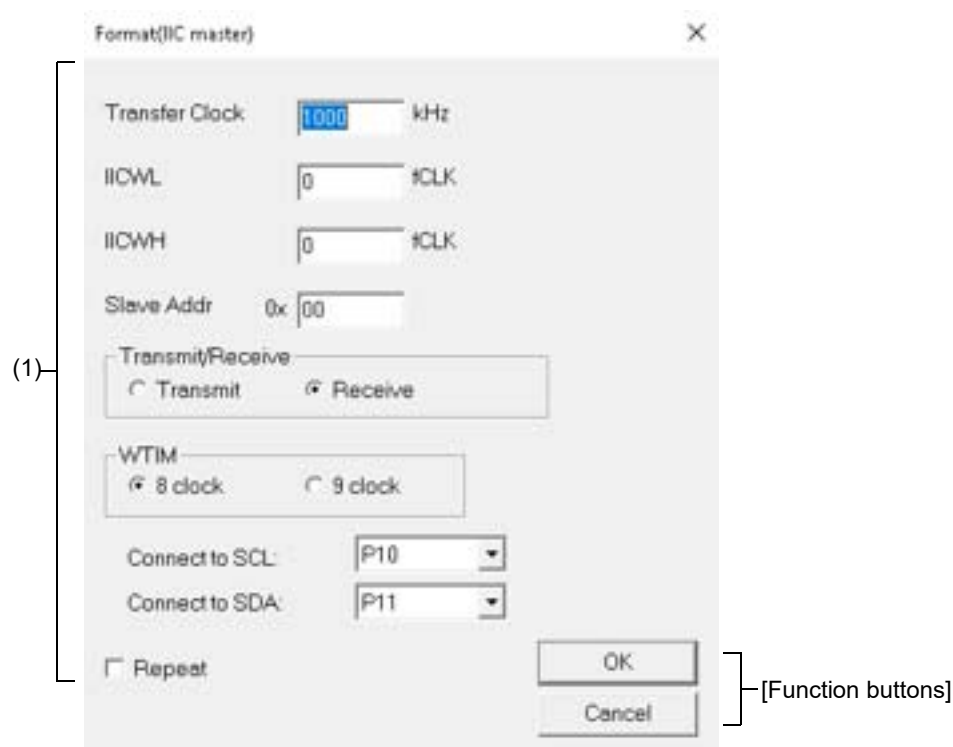 Format(IIC master)
Transfer Clock 1000 kHz
IICWL 0 fCLK
IICWH 0 fCLK
Slave Addr 0x 00
(1)
Transmit/Receive
Transmit Receive
WTIM
8 clock 9 clock
Connect to SCL: P10
Connect to SDA: P11
Repeat OK
[Function buttons]
Cancel